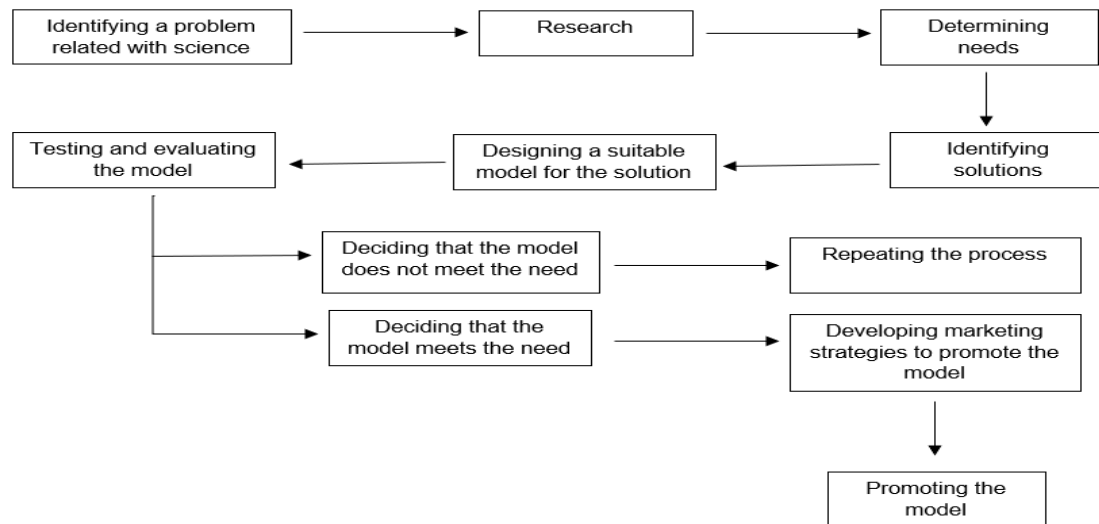 Identifying a problem
related with science
Research
Determining
needs
Identifying
solutions
Designing a suitable
model for the solution
Testing and evaluating
the model
Deciding that the model
does not meet the need
Repeating the process
Deciding that the
model meets the need
Developing marketing
strategies to promote the
model
Promoting the
model